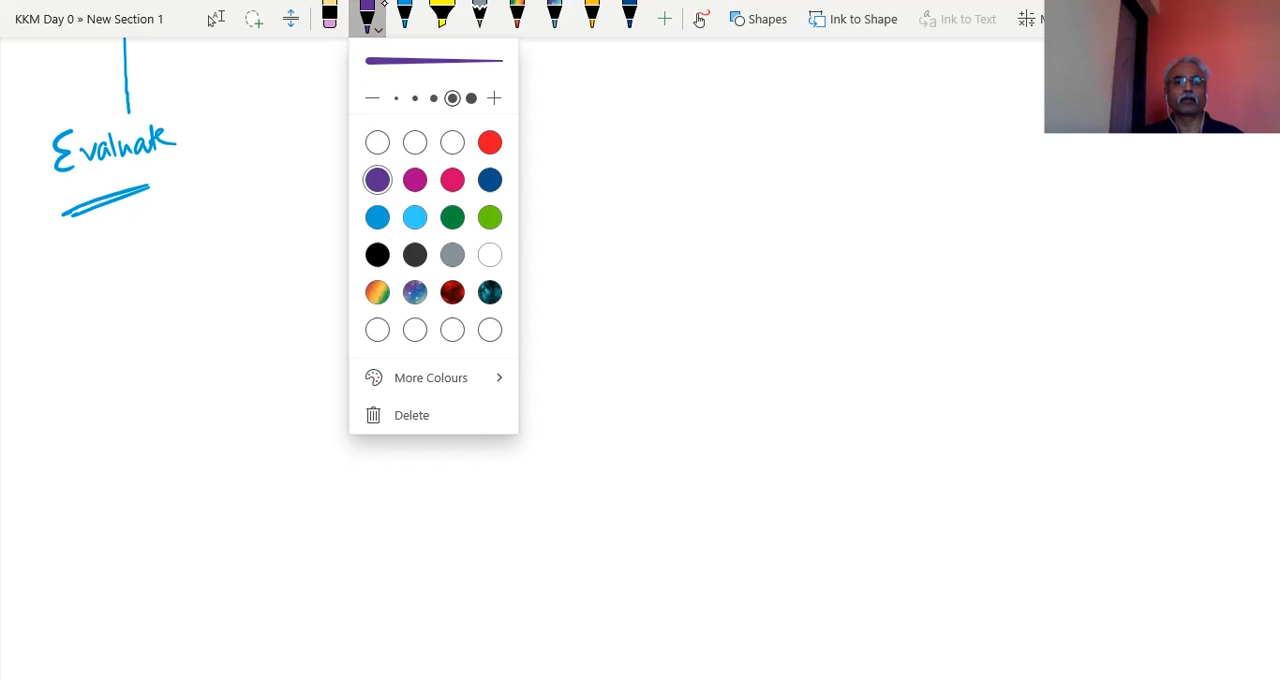 KKM Day 0 » New Section 1
Shapes
Ink to Shape
Ink to Text
Evaluate
More Colours
Delete